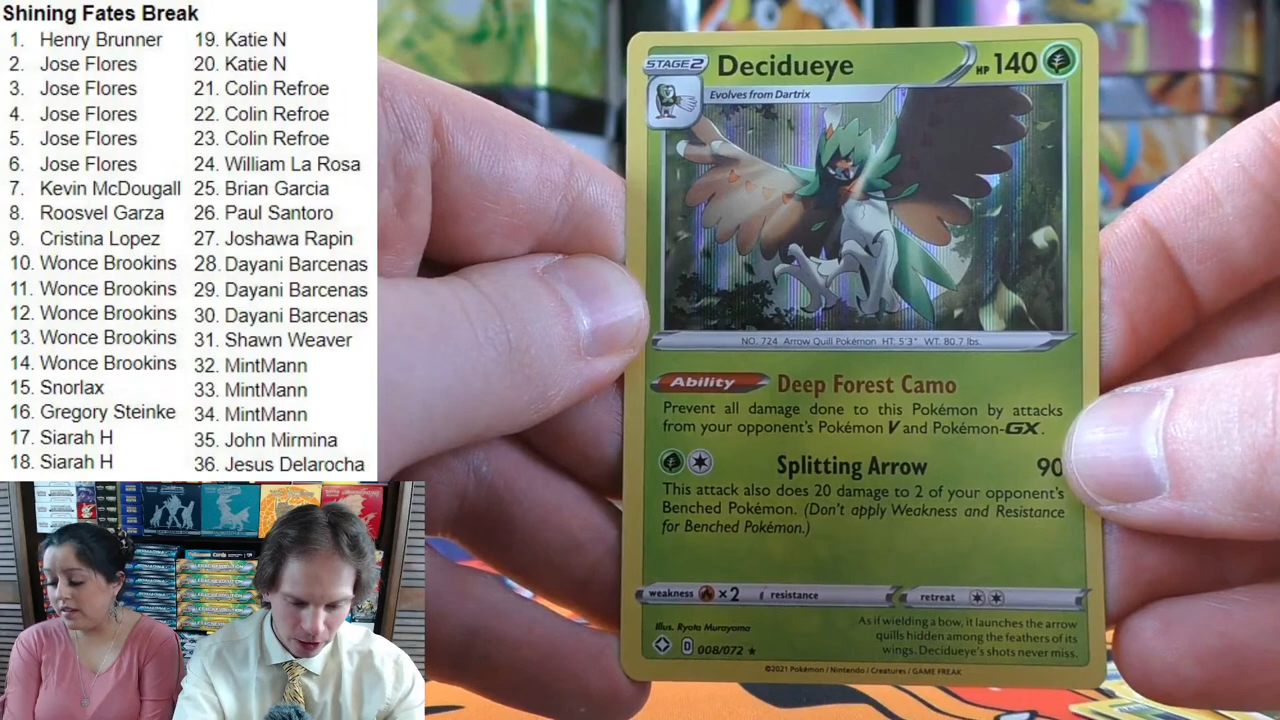 Shining Fates Break
1. Henry Brunner
2. Jose Flores
3. Jose Flores
4. Jose Flores
5. Jose Flores
6. Jose Flores
7. Kevin McDougall
8. Roosvel Garza
9. Cristina Lopez
10. Wonce Brookins
11. Wonce Brookins
12. Wonce Brookins
13. Wonce Brookins
14. Wonce Brookins
15. Snorlax
16. Gregory Steinke
17. Siarah H
18. Siarah H
19. Katie N
20. Katie N
21. Colin Refroe
22. Colin Refroe
23. Colin Refroe
24. William La Rosa
25. Brian Garcia
26. Paul Santoro
27. Joshawa Rapin
28. Dayani Barcenas
29. Dayani Barcenas
30. Dayani Barcenas
31. Shawn Weaver
32. MintMann
33. MintMann
34. MintMann
35. John Mirmina
36. Jesus Delarocha
STAGE2 Decidueye HP 140
Evolves from Dartrix
NO. 724 Arrow Quill Pokémon HT: 5'3" WT: 80.7 lbs.
Ability Deep Forest Camo
Prevent all damage done to this Pokémon by attacks
from your opponent's Pokémon V and Pokémon-GX.
Splitting Arrow 90
This attack also does 20 damage to 2 of your opponent's
Benched Pokémon. (Don't apply Weakness and Resistance
for Benched Pokémon.)
weakness ×2 resistance retreat
Illus. Ryota Murayama
D 008/072 ★
As if wielding a bow, it launches the arrow
quills hidden among the feathers of its
wings. Decidueye's shots never miss.
©2021 Pokémon / Nintendo / Creatures / GAME FREAK